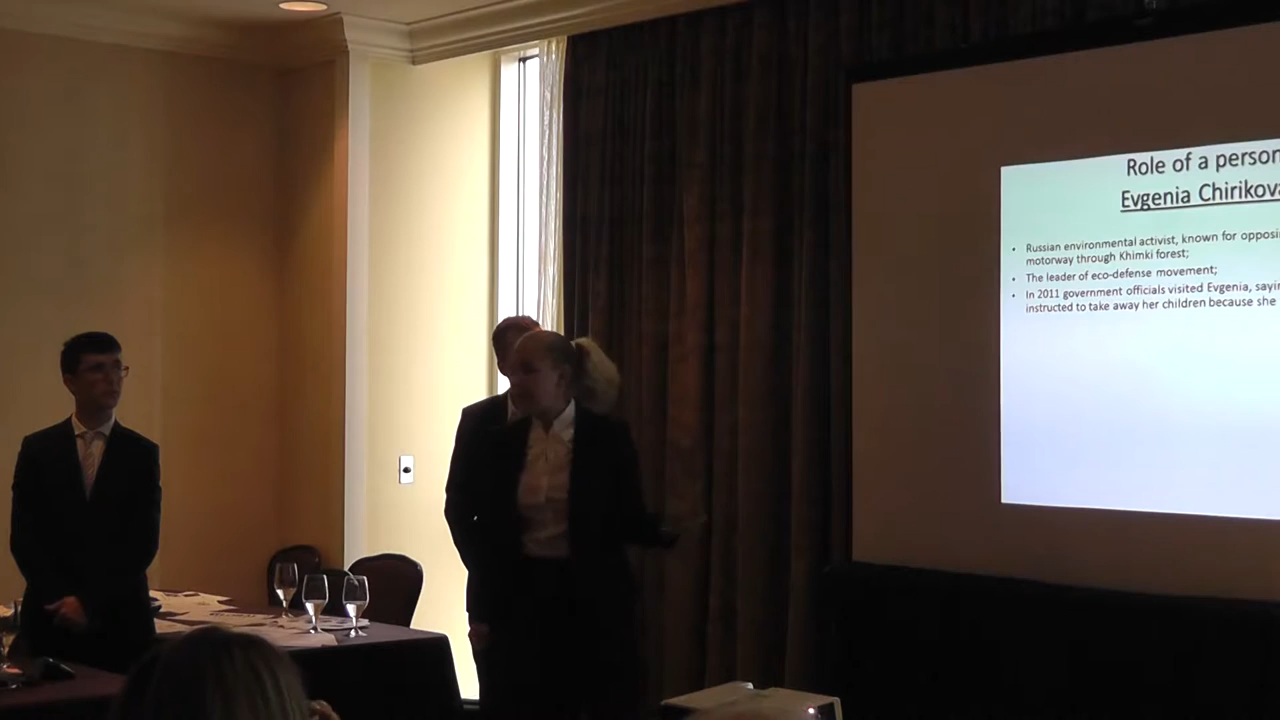 Role of a person
Evgenia Chirikova
• Russian environmental activist, known for opposi
motorway through Khimki forest;
• The leader of eco-defense movement;
• In 2011 government officials visited Evgenia, sayin
instructed to take away her children because she